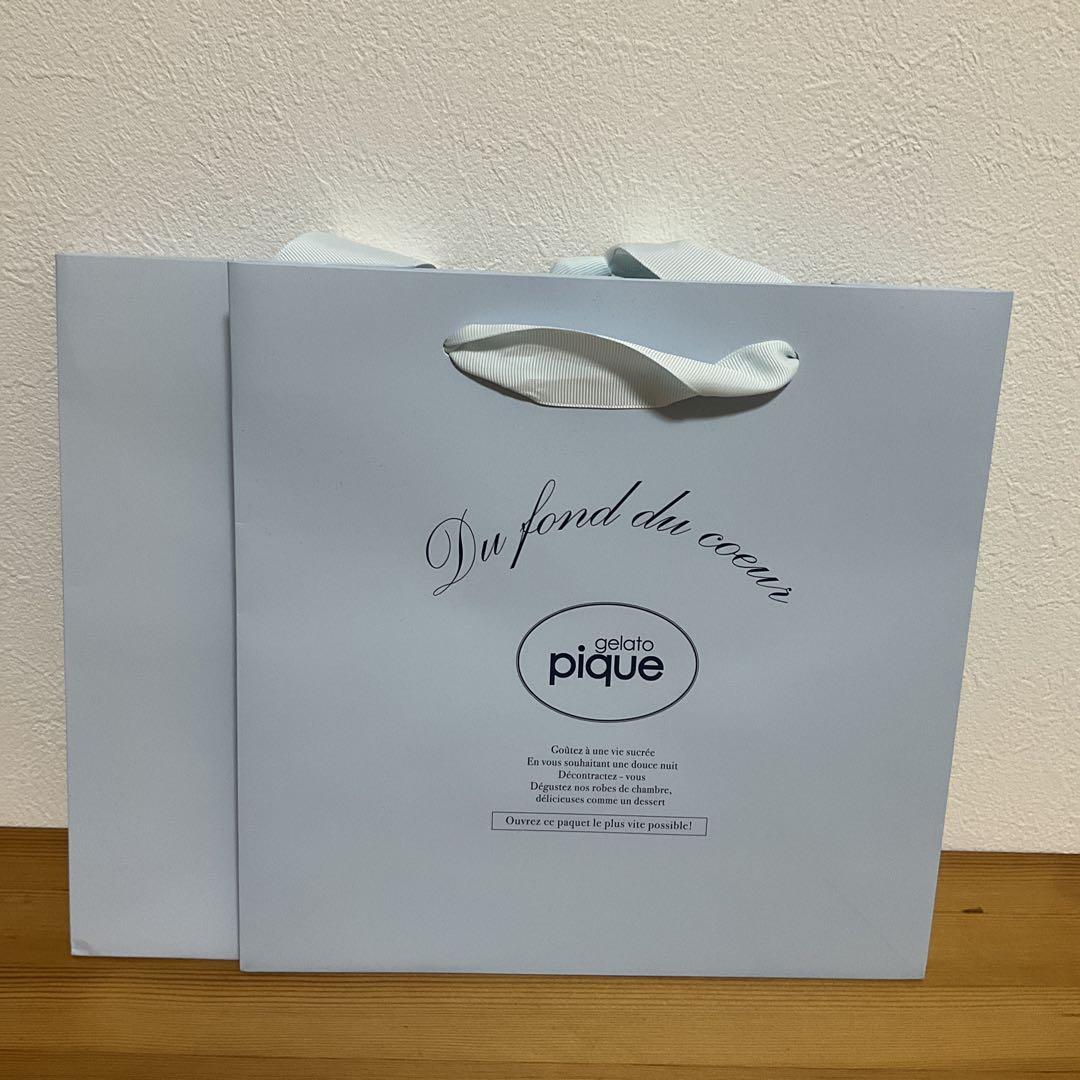 Du fond du coeur
gelato
pique
Goûtez à une vie sucrée
En vous souhaitant une douce nuit
Décontractez - vous
Dégustez nos robes de chambre,
délicieuses comme un dessert
Ouvrez ce paquet le plus vite possible!